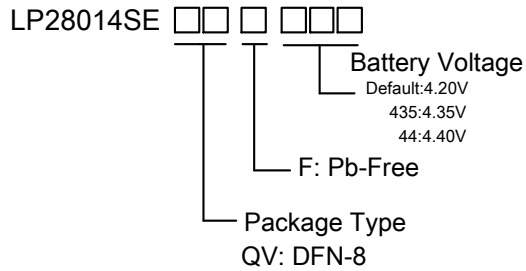 LP28014SE □□ □ □□□
Battery Voltage
Default:4.20V
435:4.35V
44:4.40V
F: Pb-Free
Package Type
QV: DFN-8